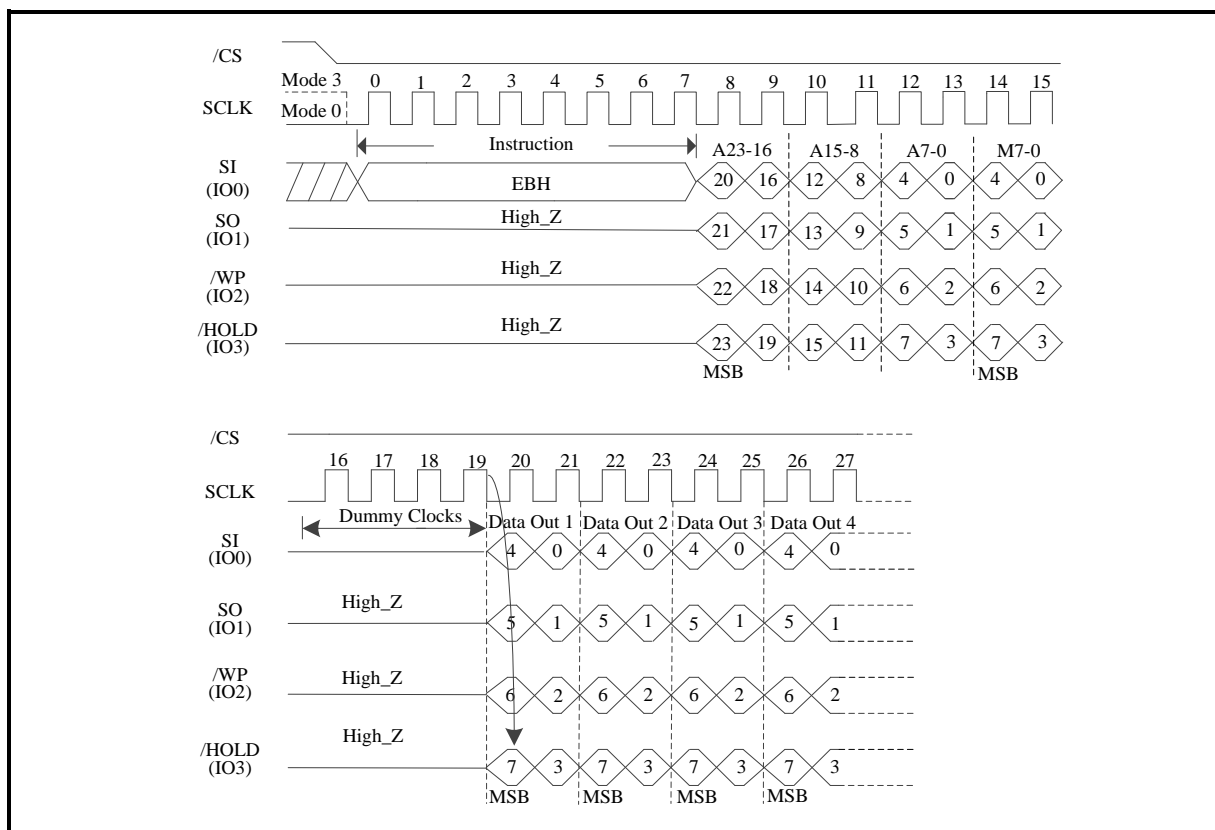 /CS
Mode 3 0 1 2 3 4 5 6 7 8 9 10 11 12 13 14 15
SCLK Mode 0
Instruction A23-16 A15-8 A7-0 M7-0
SI
(IO0) EBH 20 16 12 8 4 0 4 0
SO
(IO1) High_Z 21 17 13 9 5 1 5 1
/WP
(IO2) High_Z 22 18 14 10 6 2 6 2
/HOLD
(IO3) High_Z 23 19 15 11 7 3 7 3
MSB MSB
/CS
16 17 18 19 20 21 22 23 24 25 26 27
SCLK
Dummy Clocks Data Out 1 Data Out 2 Data Out 3 Data Out 4
SI
(IO0) 4 0 4 0 4 0 4 0
SO
(IO1) High_Z 5 1 5 1 5 1 5 1
/WP
(IO2) High_Z 6 2 6 2 6 2 6 2
/HOLD
(IO3) High_Z 7 3 7 3 7 3 7 3
MSB MSB MSB MSB